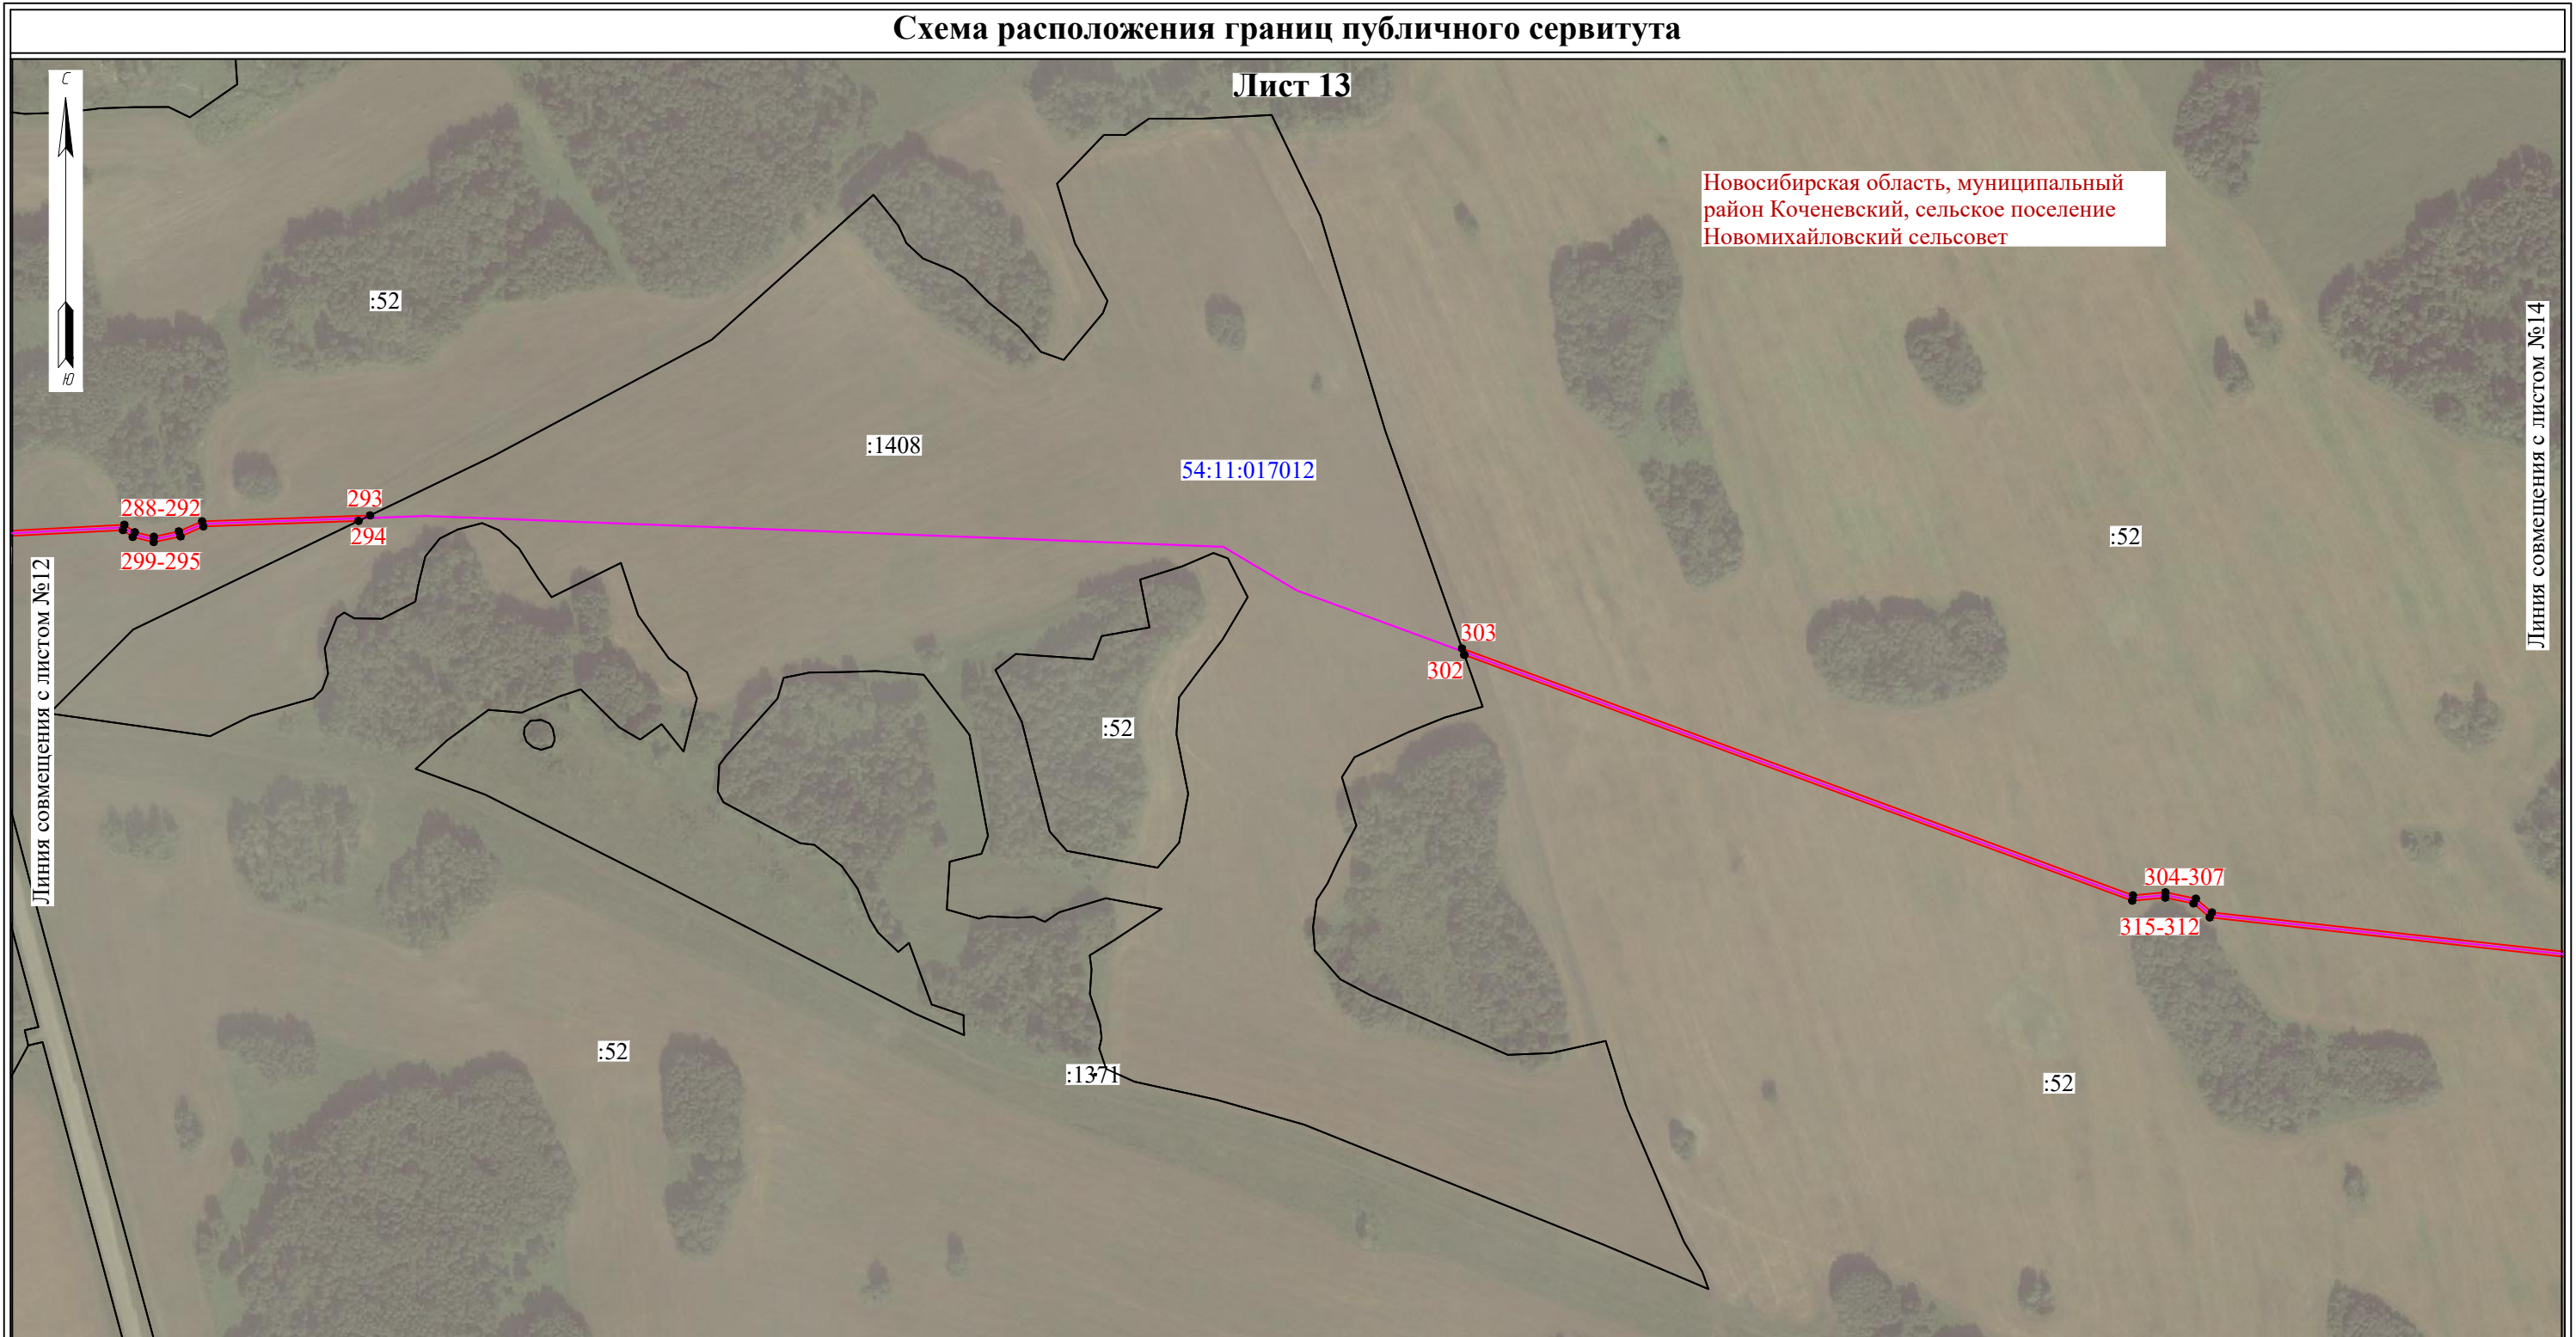 Схема расположения границ публичного сервитута
Лист 13
С
Ю
Новосибирская область, муниципальный
район Коченевский, сельское поселение
Новомихайловский сельсовет
:52
:1408
54:11:017012
288-292
293
294
299-295
:52
303
302
:52
304-307
315-312
:52
:1371
:52
Линия совмещения с листом №12
Линия совмещения с листом №14